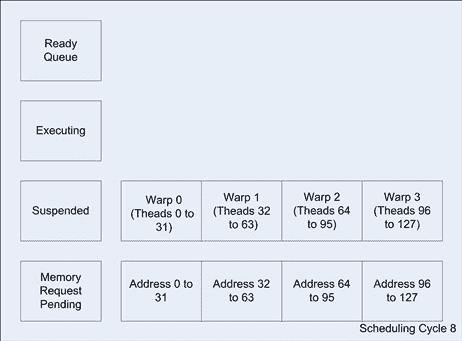 Ready
Queue
Executing
Suspended
Warp 0
(Theads 0 to
31)
Warp 1
(Theads 32
to 63)
Warp 2
(Theads 64
to 95)
Warp 3
(Theads 96
to 127)
Memory
Request
Pending
Address 0 to
31
Address 32
to 63
Address 64
to 95
Address 96
to 127
Scheduling Cycle 8